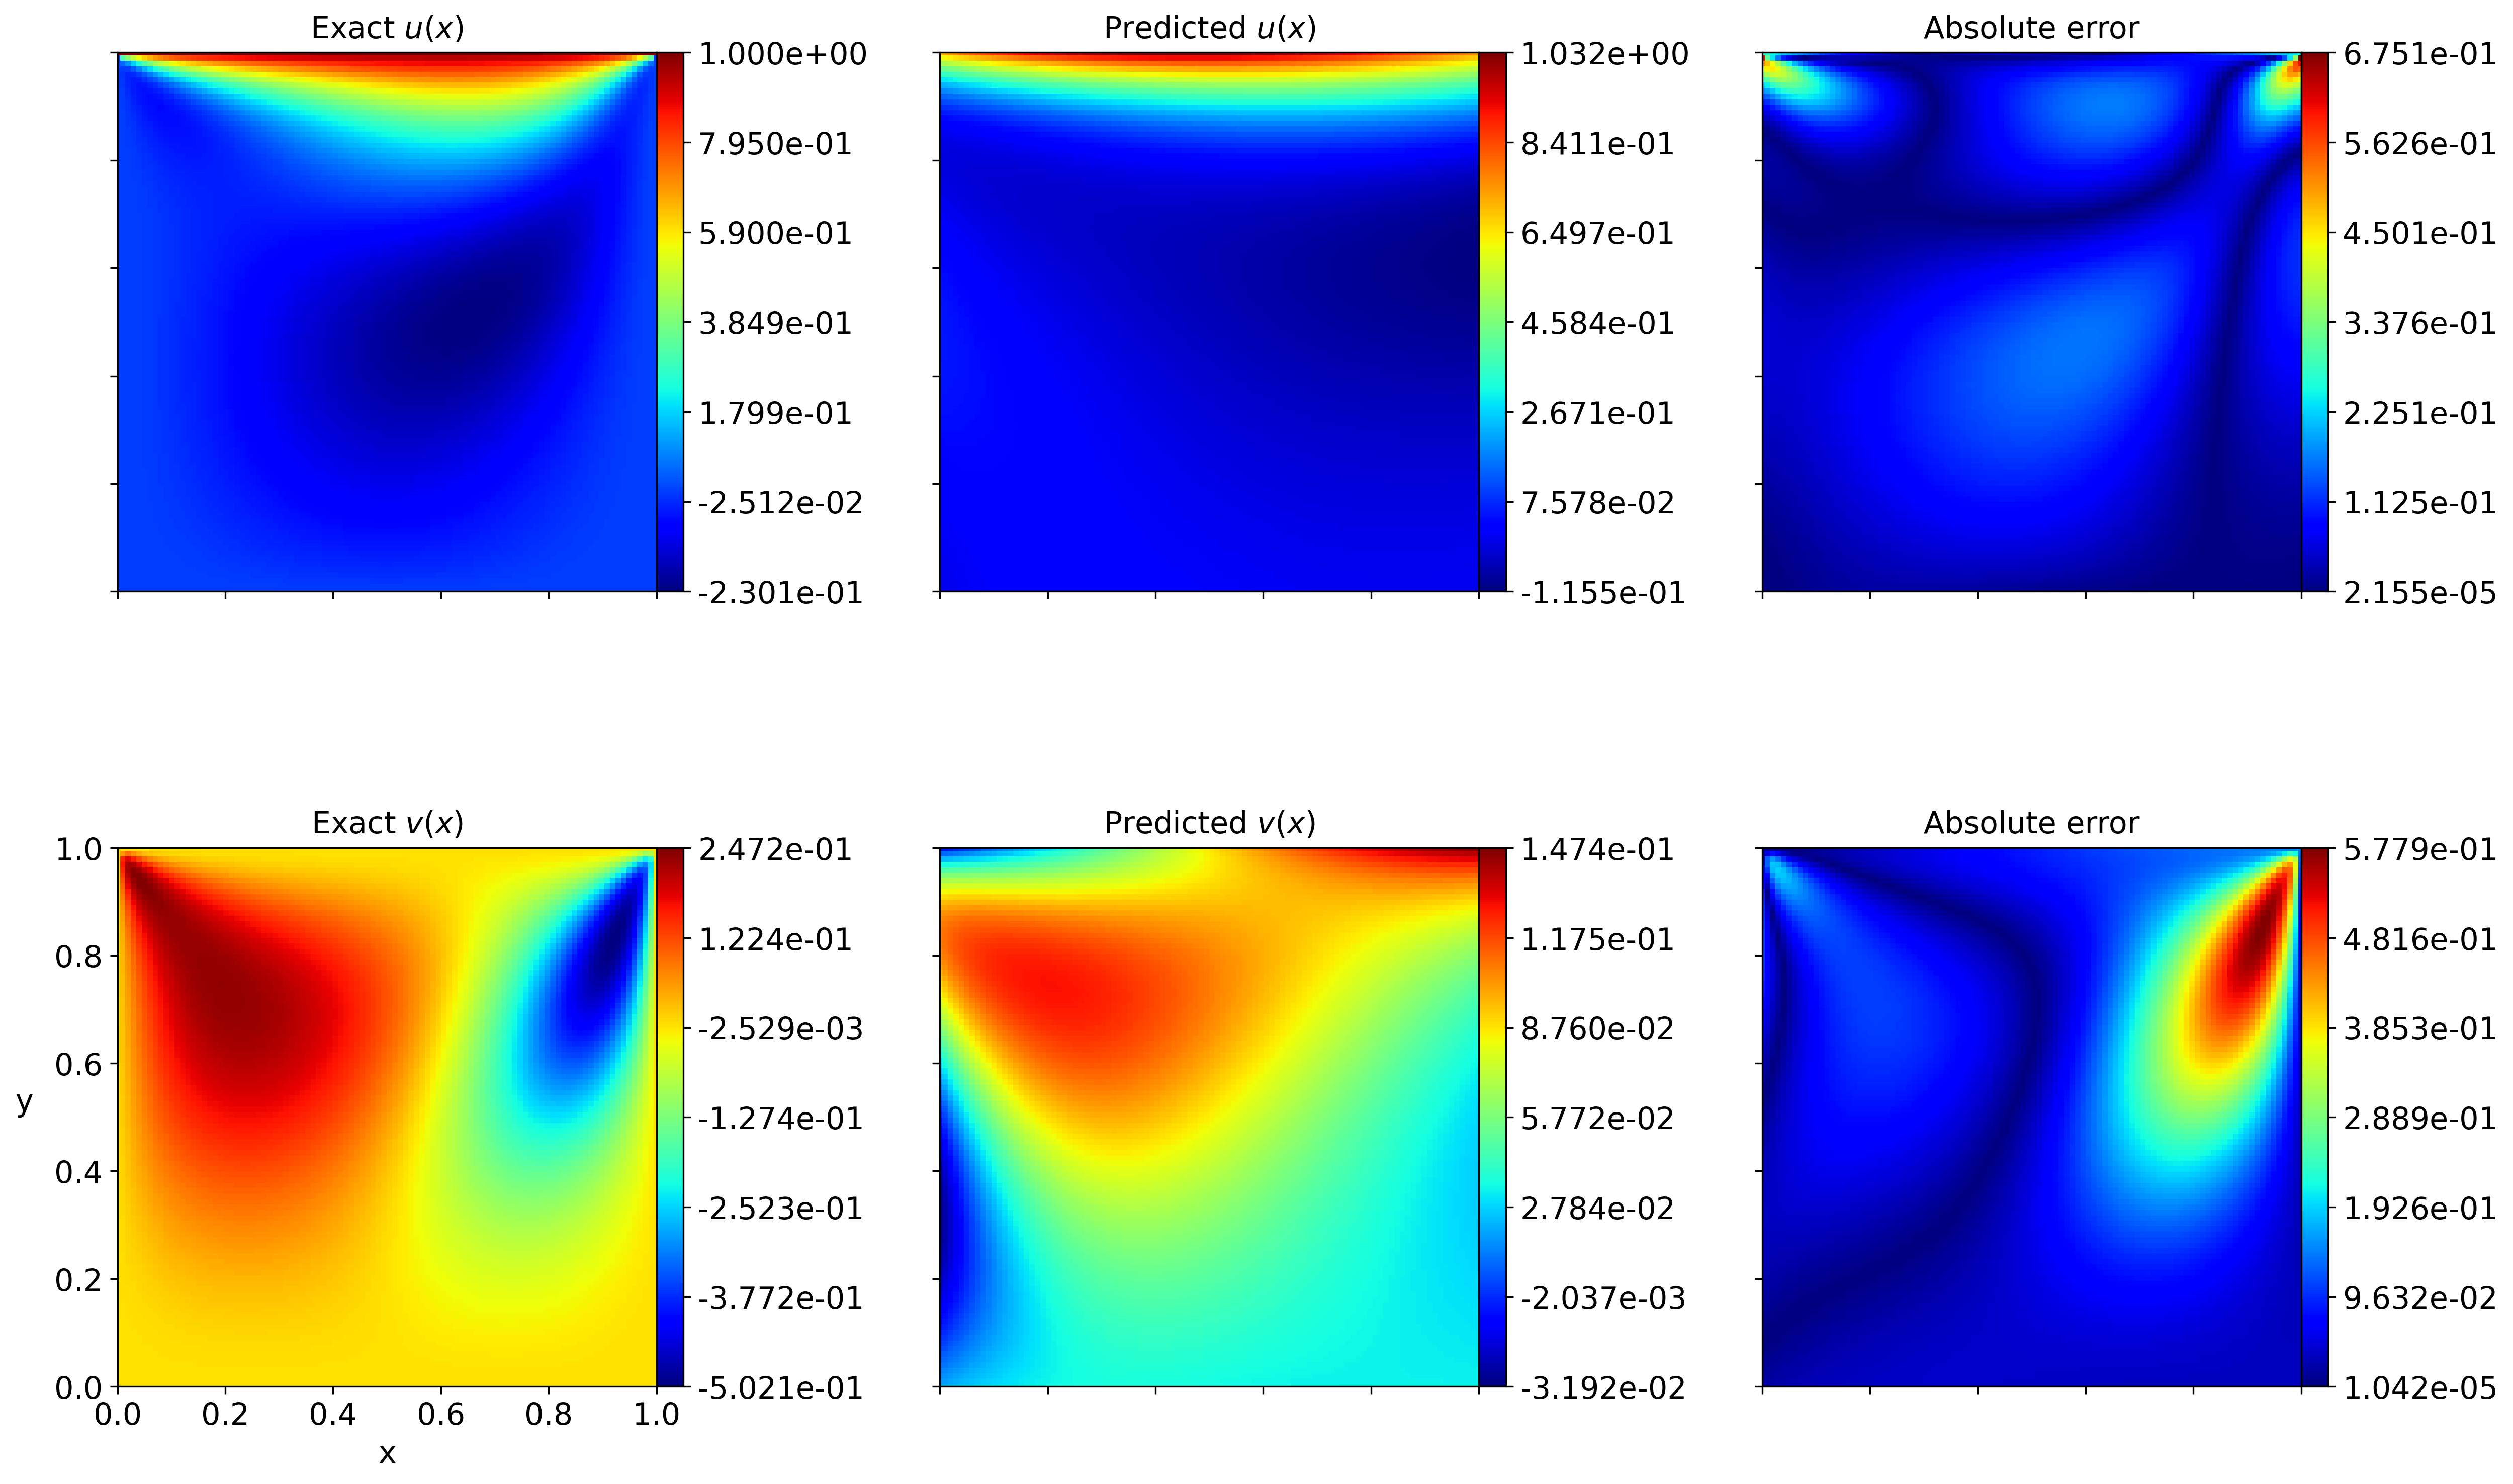 Exact u(x)
1.000e+00
7.950e-01
5.900e-01
3.849e-01
1.799e-01
-2.512e-02
-2.301e-01
Predicted u(x)
1.032e+00
8.411e-01
6.497e-01
4.584e-01
2.671e-01
7.578e-02
-1.155e-01
Absolute error
6.751e-01
5.626e-01
4.501e-01
3.376e-01
2.251e-01
1.125e-01
2.155e-05
Exact v(x)
1.0
0.8
0.6
0.4
0.2
0.0
y
0.0 0.2 0.4 0.6 0.8 1.0
x
2.472e-01
1.224e-01
-2.529e-03
-1.274e-01
-2.523e-01
-3.772e-01
-5.021e-01
Predicted v(x)
1.474e-01
1.175e-01
8.760e-02
5.772e-02
2.784e-02
-2.037e-03
-3.192e-02
Absolute error
5.779e-01
4.816e-01
3.853e-01
2.889e-01
1.926e-01
9.632e-02
1.042e-05